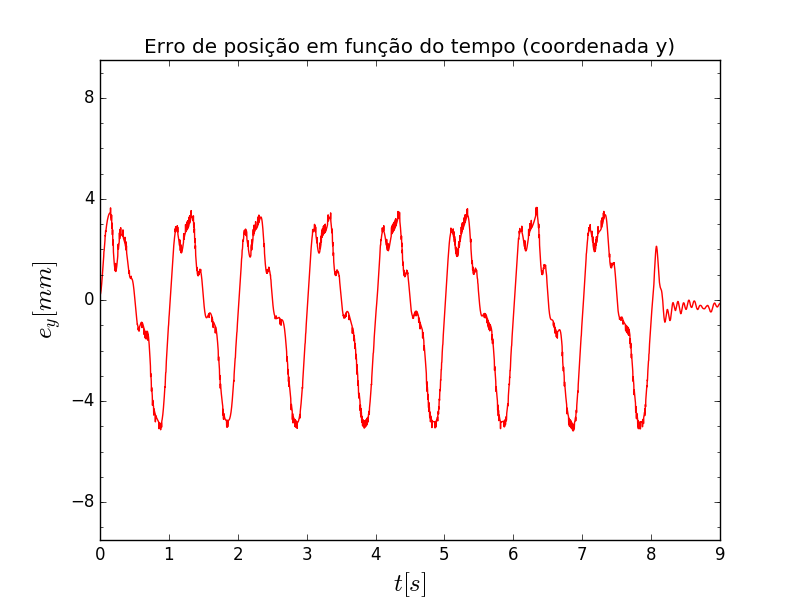 Erro de posição em função do tempo (coordenada y)
8
4
0
−4
−8
e_y[mm]
0 1 2 3 4 5 6 7 8 9
t[s]